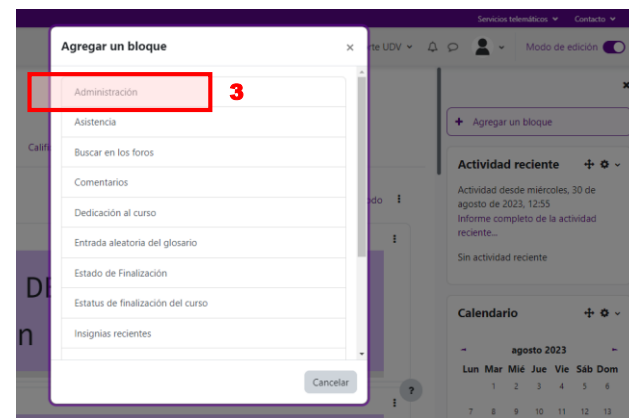 Servicios telemáticos
Contacto
Agregar un bloque
×
rte UDV
Modo de edición
Administración
3
Asistencia
Buscar en los foros
Comentarios
Dedicación al curso
Entrada aleatoria del glosario
Estado de Finalización
Estatus de finalización del curso
Insignias recientes
Cancelar
Califi
do
DE
n
?
×
+ Agregar un bloque
Actividad reciente
Actividad desde miércoles, 30 de
agosto de 2023, 12:55
Informe completo de la actividad
reciente...
Sin actividad reciente
Calendario
agosto 2023
Lun Mar Mié Jue Vie Sáb Dom
1 2 3 4 5 6
7 8 9 10 11 12 13